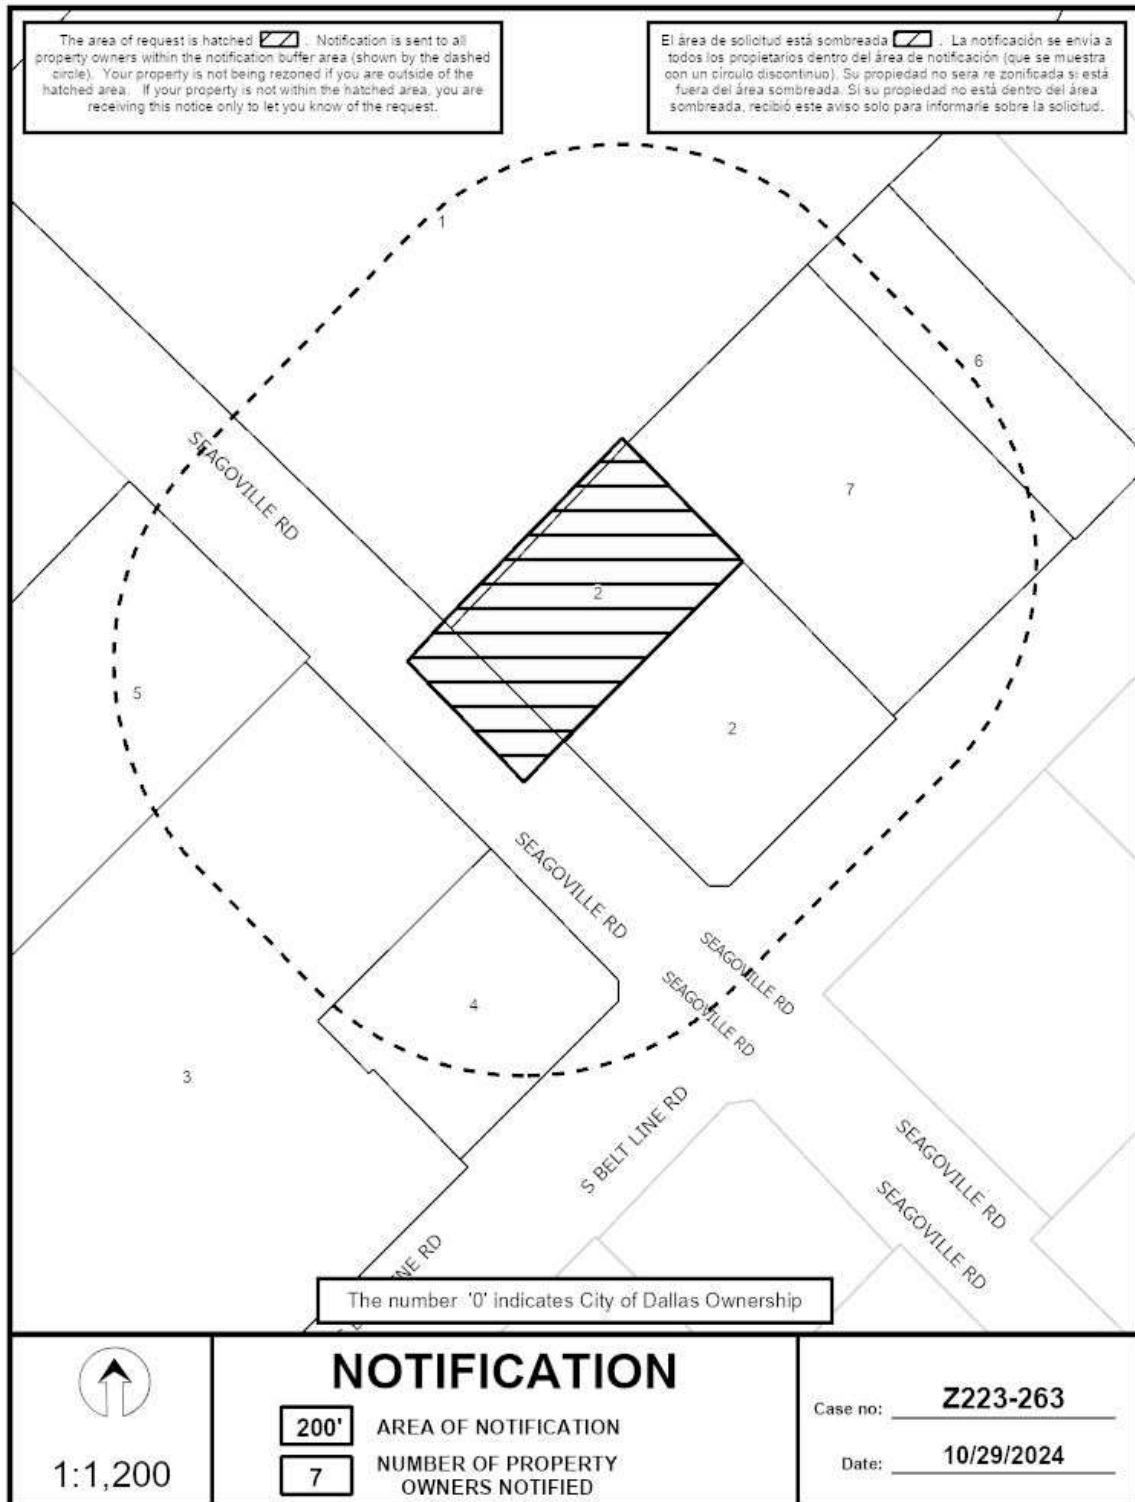 The area of request is hatched . Notification is sent to all
property owners within the notification buffer area (shown by the dashed
circle). Your property is not being rezoned if you are outside of the
hatched area. If your property is not within the hatched area, you are
receiving this notice only to let you know of the request.
El área de solicitud está sombreada . La notificación se envía a
todos los propietarios dentro del área de notificación (que se muestra
con un círculo discontinuo). Su propiedad no sera re zonificada si está
fuera del área sombreada. Si su propiedad no está dentro del área
sombreada, recibió este aviso solo para informarle sobre la solicitud.
1
6
SEAGOVILLE RD
7
2
5
2
SEAGOVILLE RD
SEAGOVILLE RD
SEAGOVILLE RD
4
3
S BELT LINE RD
SEAGOVILLE RD
SEAGOVILLE RD
NE RD
The number '0' indicates City of Dallas Ownership
1:1,200
NOTIFICATION
200' AREA OF NOTIFICATION
7 NUMBER OF PROPERTY
OWNERS NOTIFIED
Case no: Z223-263
Date: 10/29/2024